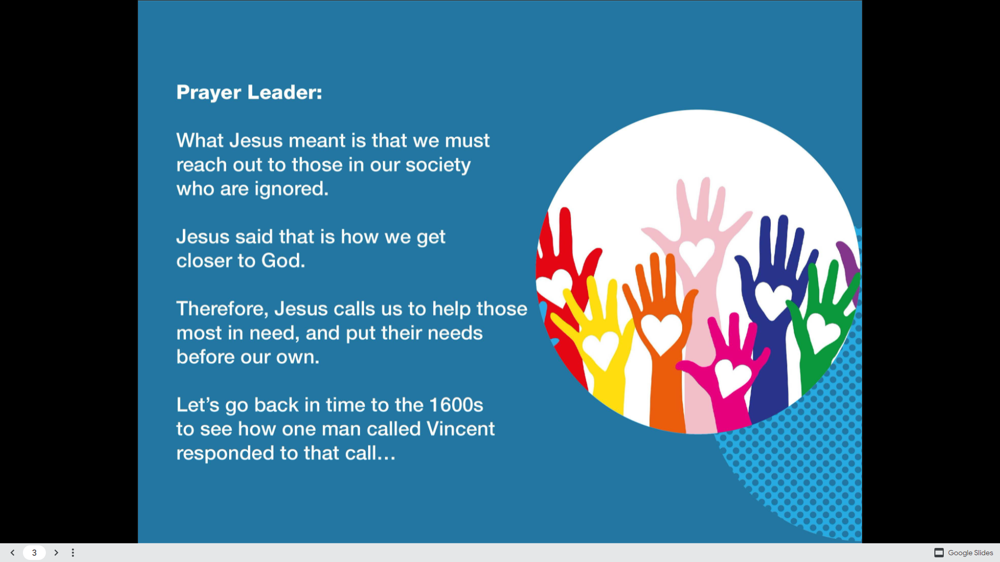 Prayer Leader:
What Jesus meant is that we must
reach out to those in our society
who are ignored.
Jesus said that is how we get
closer to God.
Therefore, Jesus calls us to help those
most in need, and put their needs
before our own.
Let’s go back in time to the 1600s
to see how one man called Vincent
responded to that call…
3
Google Slides